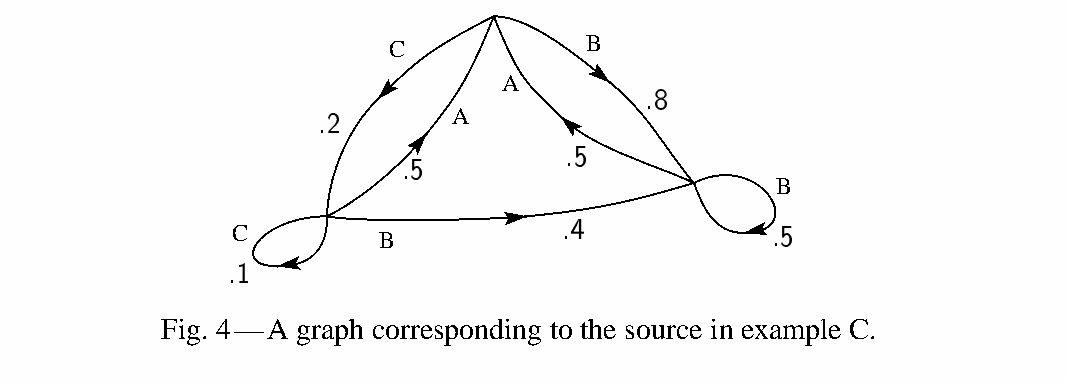 B
C
A
.8
A
.2
.5
.5
B
C
.4
.5
B
.1
Fig. 4—A graph corresponding to the source in example C.